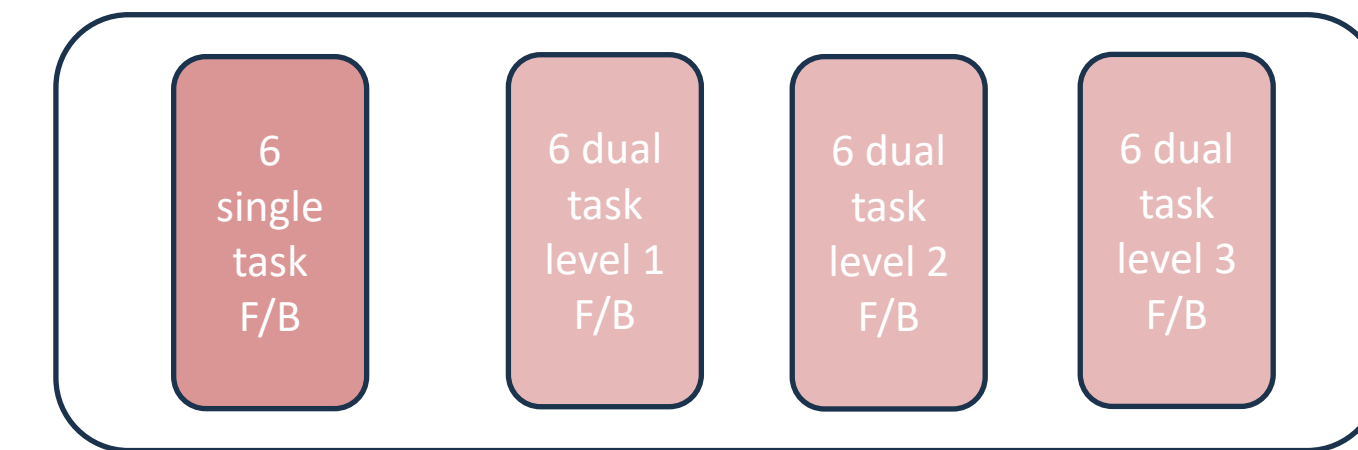 6
single
task
F/B
6 dual
task
level 1
F/B
6 dual
task
level 2
F/B
6 dual
task
level 3
F/B